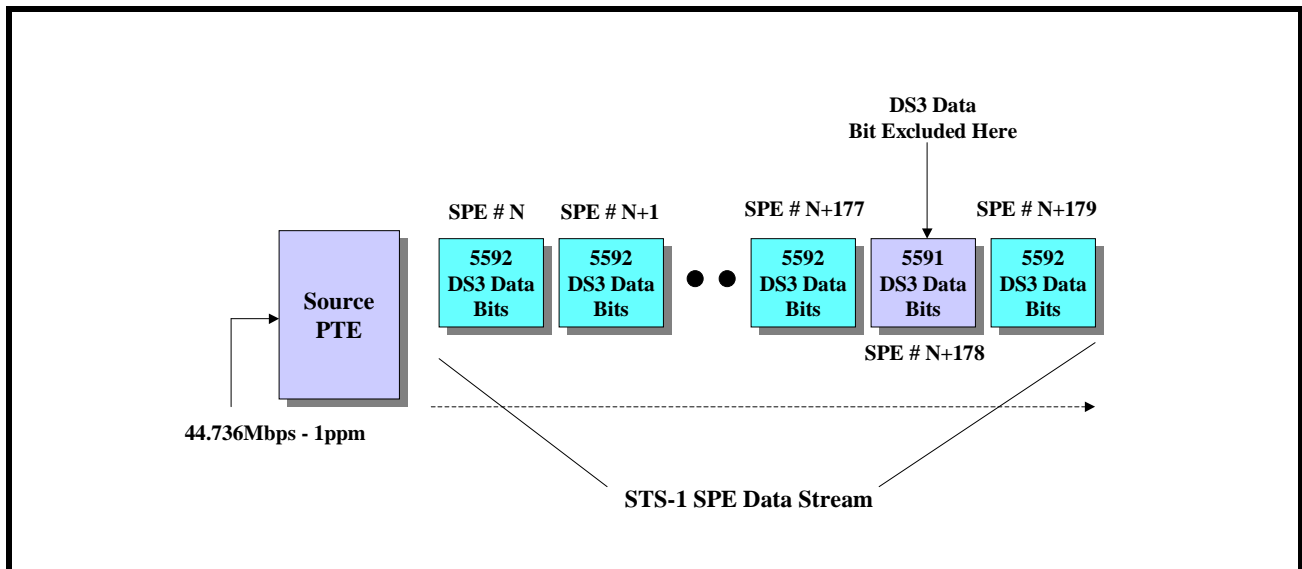 DS3 Data
Bit Excluded Here
SPE # N
SPE # N+1
SPE # N+177
SPE # N+179
Source
PTE
5592
DS3 Data
Bits
5592
DS3 Data
Bits
5592
DS3 Data
Bits
5591
DS3 Data
Bits
5592
DS3 Data
Bits
SPE # N+178
44.736Mbps - 1ppm
STS-1 SPE Data Stream